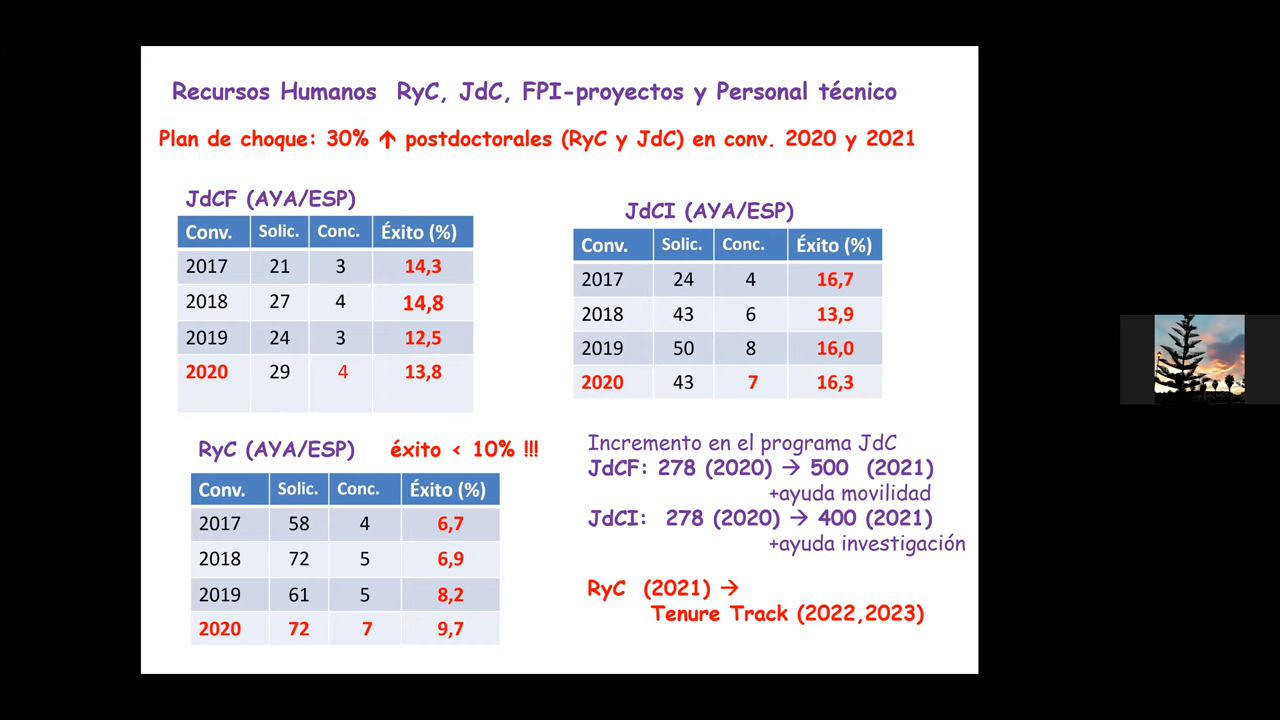 Recursos Humanos RyC, JdC, FPI-proyectos y Personal técnico
Plan de choque: 30% ↑ postdoctorales (RyC y JdC) en conv. 2020 y 2021
JdCF (AYA/ESP)
Conv. Solic. Conc. Éxito (%)
2017 21 3 14,3
2018 27 4 14,8
2019 24 3 12,5
2020 29 4 13,8
JdCI (AYA/ESP)
Conv. Solic. Conc. Éxito (%)
2017 24 4 16,7
2018 43 6 13,9
2019 50 8 16,0
2020 43 7 16,3
RyC (AYA/ESP) éxito < 10% !!!
Conv. Solic. Conc. Éxito (%)
2017 58 4 6,7
2018 72 5 6,9
2019 61 5 8,2
2020 72 7 9,7
Incremento en el programa JdC
JdCF: 278 (2020) → 500 (2021)
+ayuda movilidad
JdCI: 278 (2020) → 400 (2021)
+ayuda investigación
RyC (2021) →
Tenure Track (2022,2023)